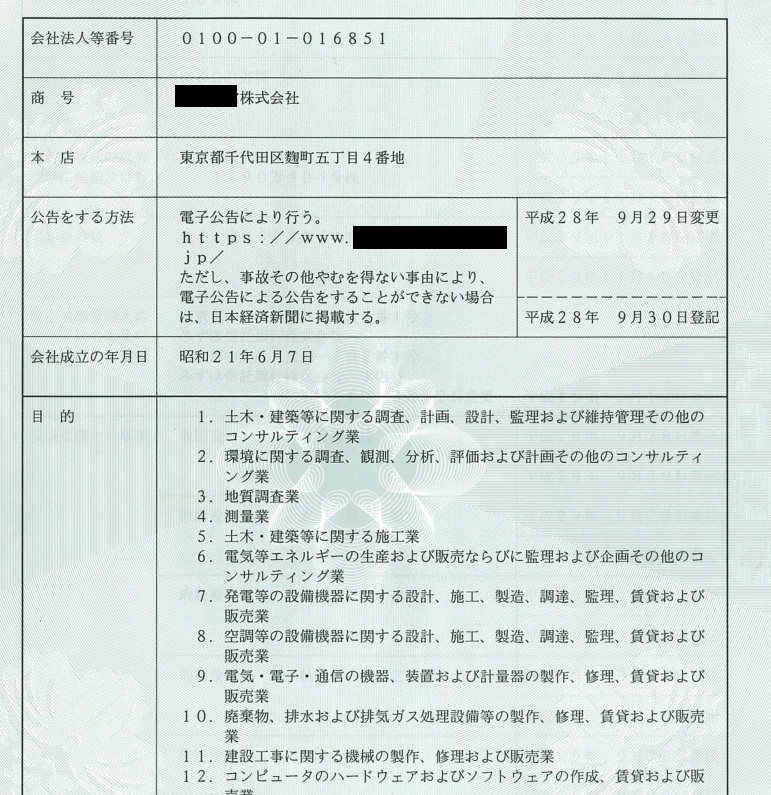 会社法人等番号 ０１００－０１－０１６８５１
商　号 株式会社
本　店 東京都千代田区麹町五丁目４番地
公告をする方法 電子公告により行う。 平成２８年　９月２９日変更
ｈｔｔｐｓ：／／ｗｗｗ．
ｊｐ／
ただし、事故その他やむを得ない事由により、
電子公告による公告をすることができない場合
は、日本経済新聞に掲載する。 平成２８年　９月３０日登記
会社成立の年月日 昭和２１年６月７日
目　的 １．土木・建築等に関する調査、計画、設計、監理および維持管理その他の
コンサルティング業
２．環境に関する調査、観測、分析、評価および計画その他のコンサルティ
ング業
３．地質調査業
４．測量業
５．土木・建築等に関する施工業
６．電気等エネルギーの生産および販売ならびに監理および企画その他のコ
ンサルティング業
７．発電等の設備機器に関する設計、施工、製造、調達、監理、賃貸および
販売業
８．空調等の設備機器に関する設計、施工、製造、調達、監理、賃貸および
販売業
９．電気・電子・通信の機器、装置および計量器の製作、修理、賃貸および
販売業
１０．廃棄物、排水および排気ガス処理設備等の製作、修理、賃貸および販売
業
１１．建設工事に関する機械の製作、修理および販売業
１２．コンピュータのハードウェアおよびソフトウェアの作成、賃貸および販
売業